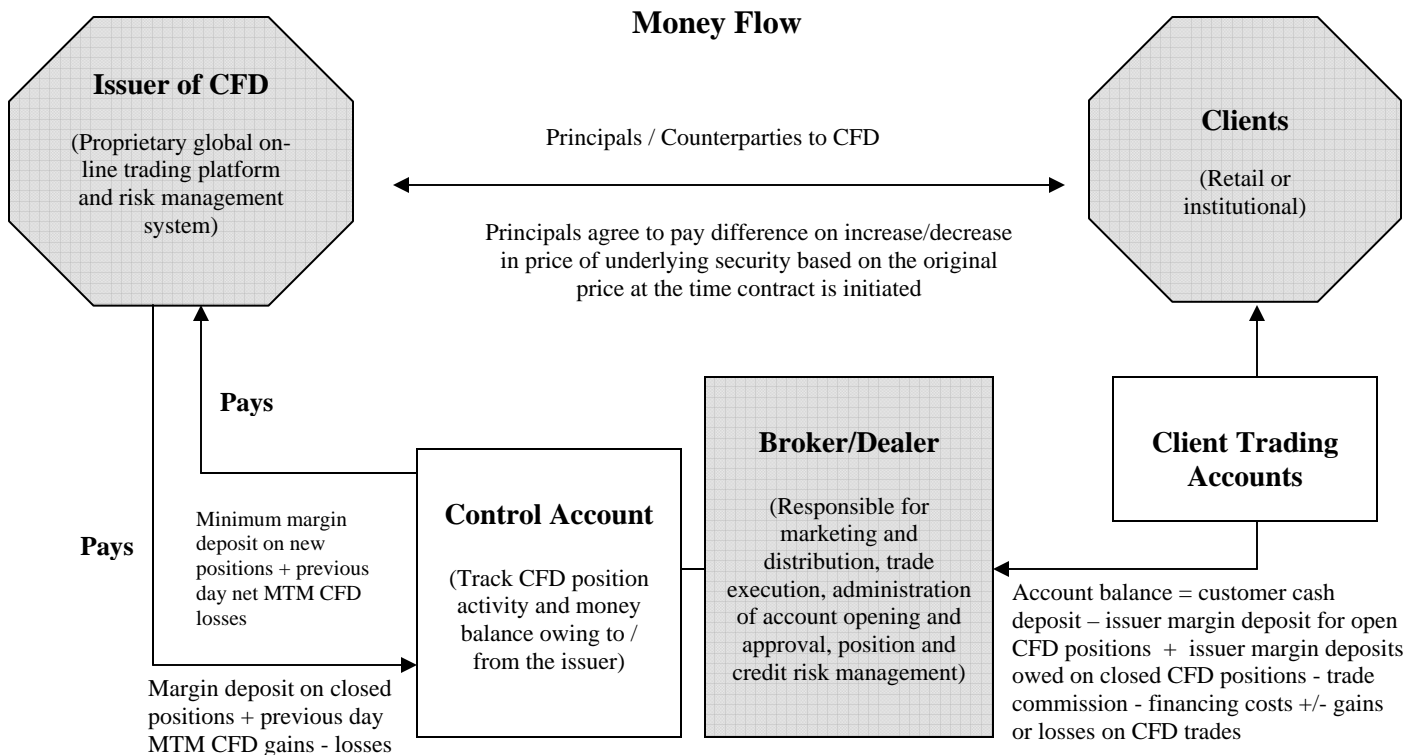 Money Flow
Issuer of CFD
(Proprietary global on-
line trading platform
and risk management
system)
Principals / Counterparties to CFD
Principals agree to pay difference on increase/decrease
in price of underlying security based on the original
price at the time contract is initiated
Clients
(Retail or
institutional)
Pays
Pays
Minimum margin
deposit on new
positions + previous
day net MTM CFD
losses
Margin deposit on closed
positions + previous day
MTM CFD gains - losses
Control Account
(Track CFD position
activity and money
balance owing to /
from the issuer)
Broker/Dealer
(Responsible for
marketing and
distribution, trade
execution, administration
of account opening and
approval, position and
credit risk management)
Client Trading
Accounts
Account balance = customer cash
deposit – issuer margin deposit for open
CFD positions + issuer margin deposits
owed on closed CFD positions - trade
commission - financing costs +/- gains
or losses on CFD trades